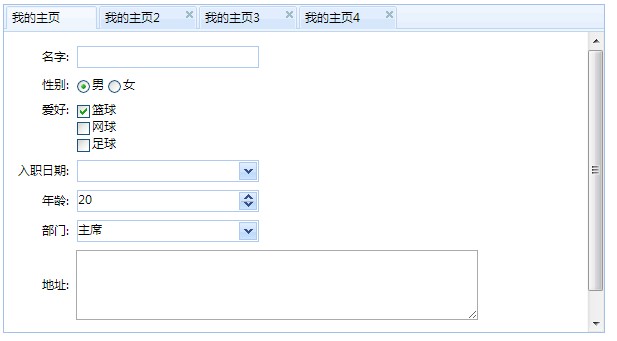 我的主页 我的主页2 我的主页3 我的主页4
名字:
性别: 男 女
爱好: 篮球
网球
足球
入职日期:
年龄: 20
部门: 主席
地址: